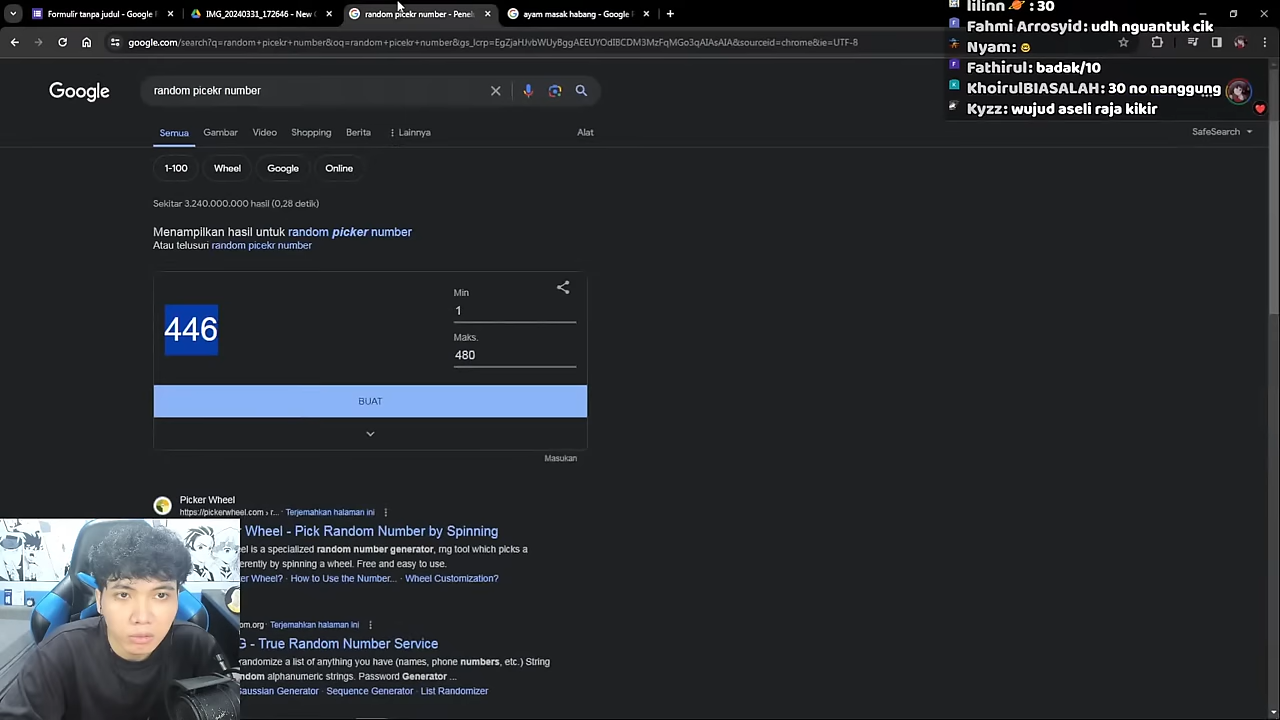 Formulir tanpa judul - Google
IMG_20240331_172646 - New
random picekr number - Pene
ayam masak habang - Google
google.com/search?q=random+picekr+number&oq=random+picekr+number&gs_lcrp=EgZjaHJvbWUyBggAEEUYOdIBCDM3MzFqMGo3qAIAsAIA&sourceid=chrome&ie=UTF-8
lilinn : 30
Fahmi Arrosyid: udh nguantuk cik
Nyam:
Fathirul: badak/10
KhoirulBIASALAH: 30 no nanggung
Kyzz: wujud aseli raja kikir
Google
random picekr number
Semua
Gambar
Video
Shopping
Berita
Lainnya
Alat
SafeSearch
1-100
Wheel
Google
Online
Sekitar 3.240.000.000 hasil (0,28 detik)
Menampilkan hasil untuk random picker number
Atau telusuri random picekr number
446
Min
1
Maks.
480
BUAT
Masukan
Picker Wheel
https://pickerwheel.com › r... · Terjemahkan halaman ini
Wheel - Pick Random Number by Spinning
is a specialized random number generator, rng tool which picks a
by spinning a wheel. Free and easy to use.
Wheel? · How to Use the Number... · Wheel Customization?
Terjemahkan halaman ini
- True Random Number Service
randomize a list of anything you have (names, phone numbers, etc.) String
alphanumeric strings. Password Generator ...
Generator · Sequence Generator · List Randomizer